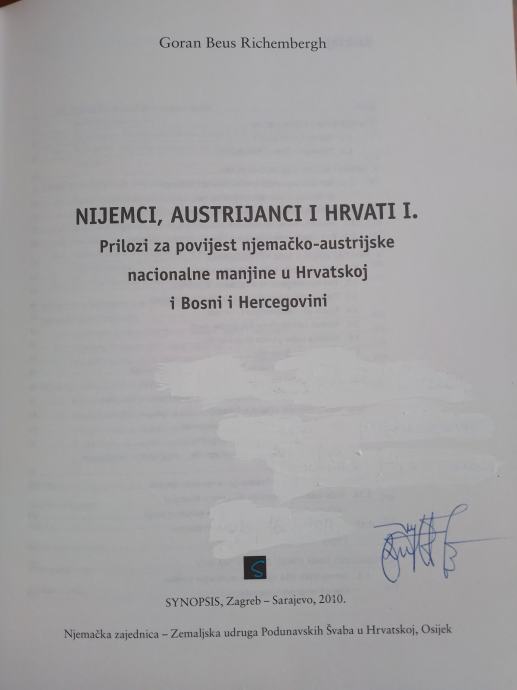 Goran Beus Richembergh
NIJEMCI, AUSTRIJANCI I HRVATI I.
Prilozi za povijest njemačko-austrijske
nacionalne manjine u Hrvatskoj
i Bosni i Hercegovini
S
SYNOPSIS, Zagreb – Sarajevo, 2010.
Njemačka zajednica – Zemaljska udruga Podunavskih Švaba u Hrvatskoj, Osijek